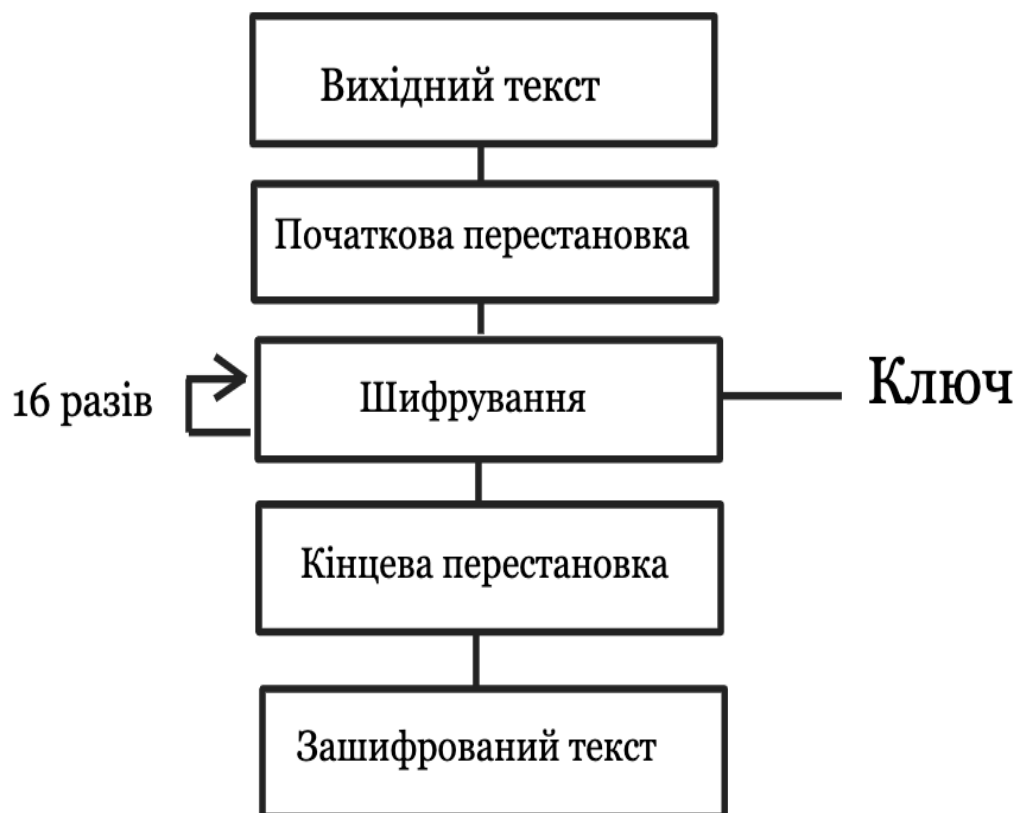 Вихідний текст
Початкова перестановка
16 разів
Шифрування
Ключ
Кінцева перестановка
Зашифрований текст